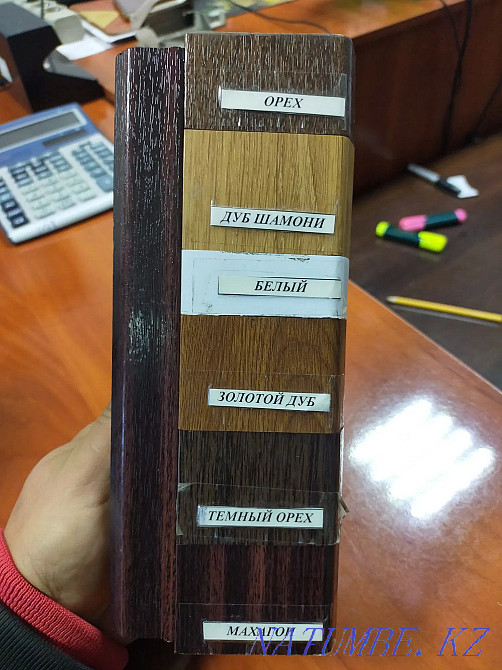 ОРЕХ
ДУБ ШАМОНИ
БЕЛЫЙ
ЗОЛОТОЙ ДУБ
ТЕМНЫЙ ОРЕХ
МАХАГОН
NATUMBE.KZ